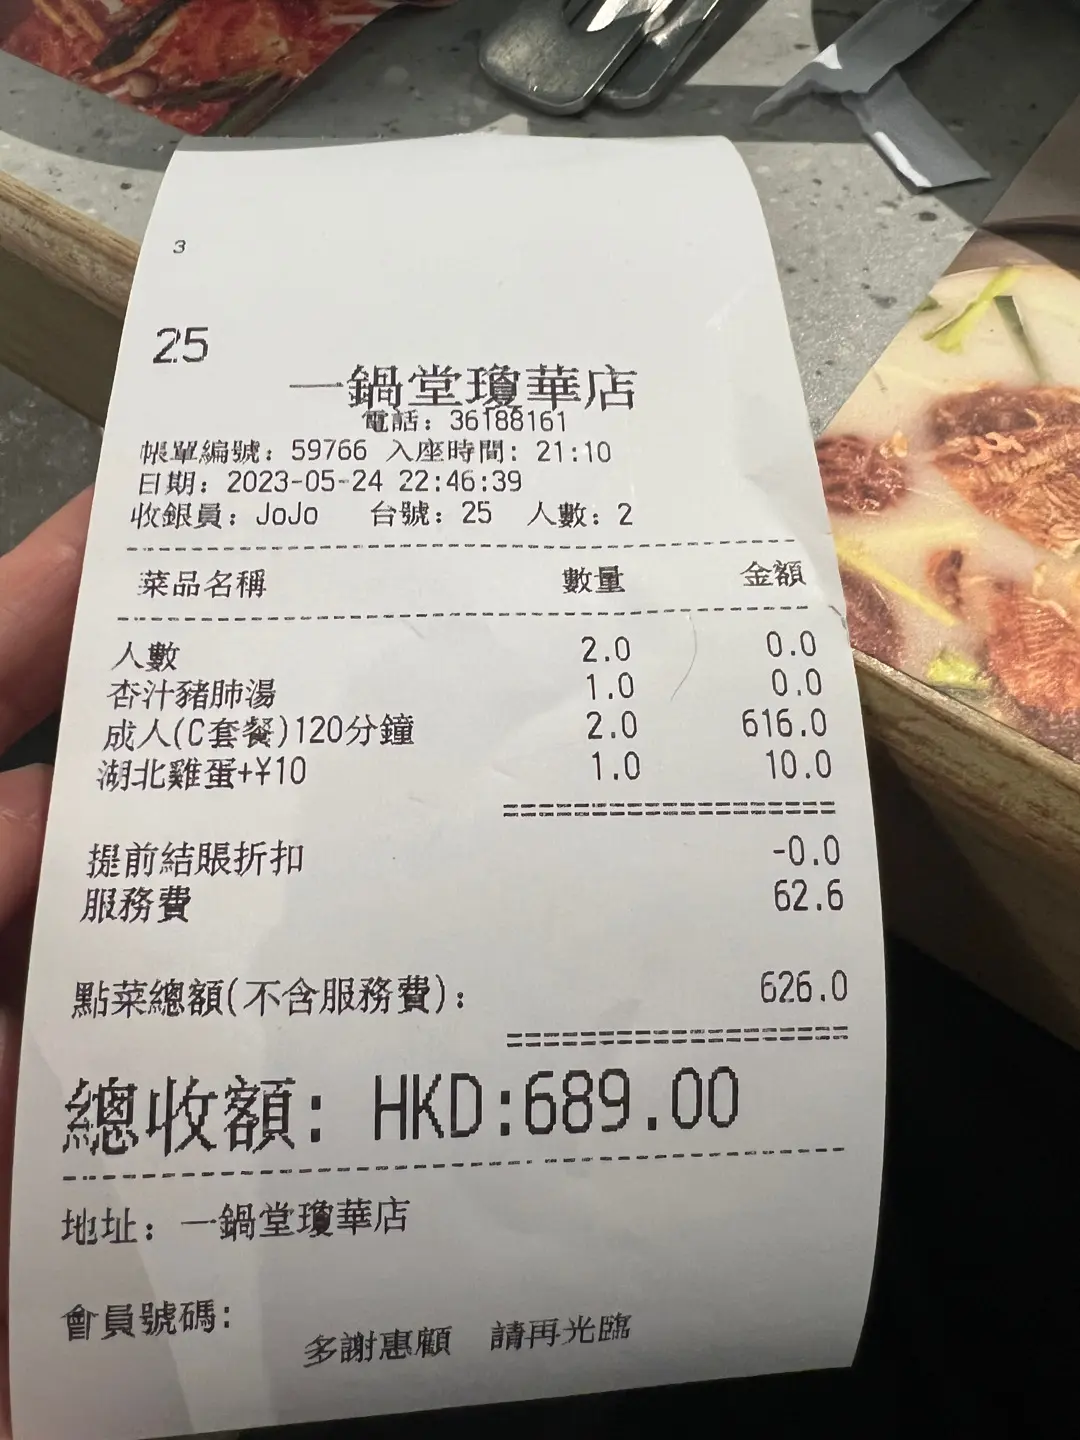 3
25
一鍋堂瓊華店
電話: 36188161
帳單編號: 59766 入座時間: 21:10
日期: 2023-05-24 22:46:39
收銀員: JoJo 台號: 25 人數: 2
菜品名稱 數量 金額
人數 2.0 0.0
杏汁豬肺湯 1.0 0.0
成人(C套餐)120分鐘 2.0 616.0
湖北雞蛋+¥10 1.0 10.0
提前結賬折扣 -0.0
服務費 62.6
點菜總額(不含服務費): 626.0
總收額: HKD:689.00
地址: 一鍋堂瓊華店
會員號碼:
多謝惠顧 請再光臨